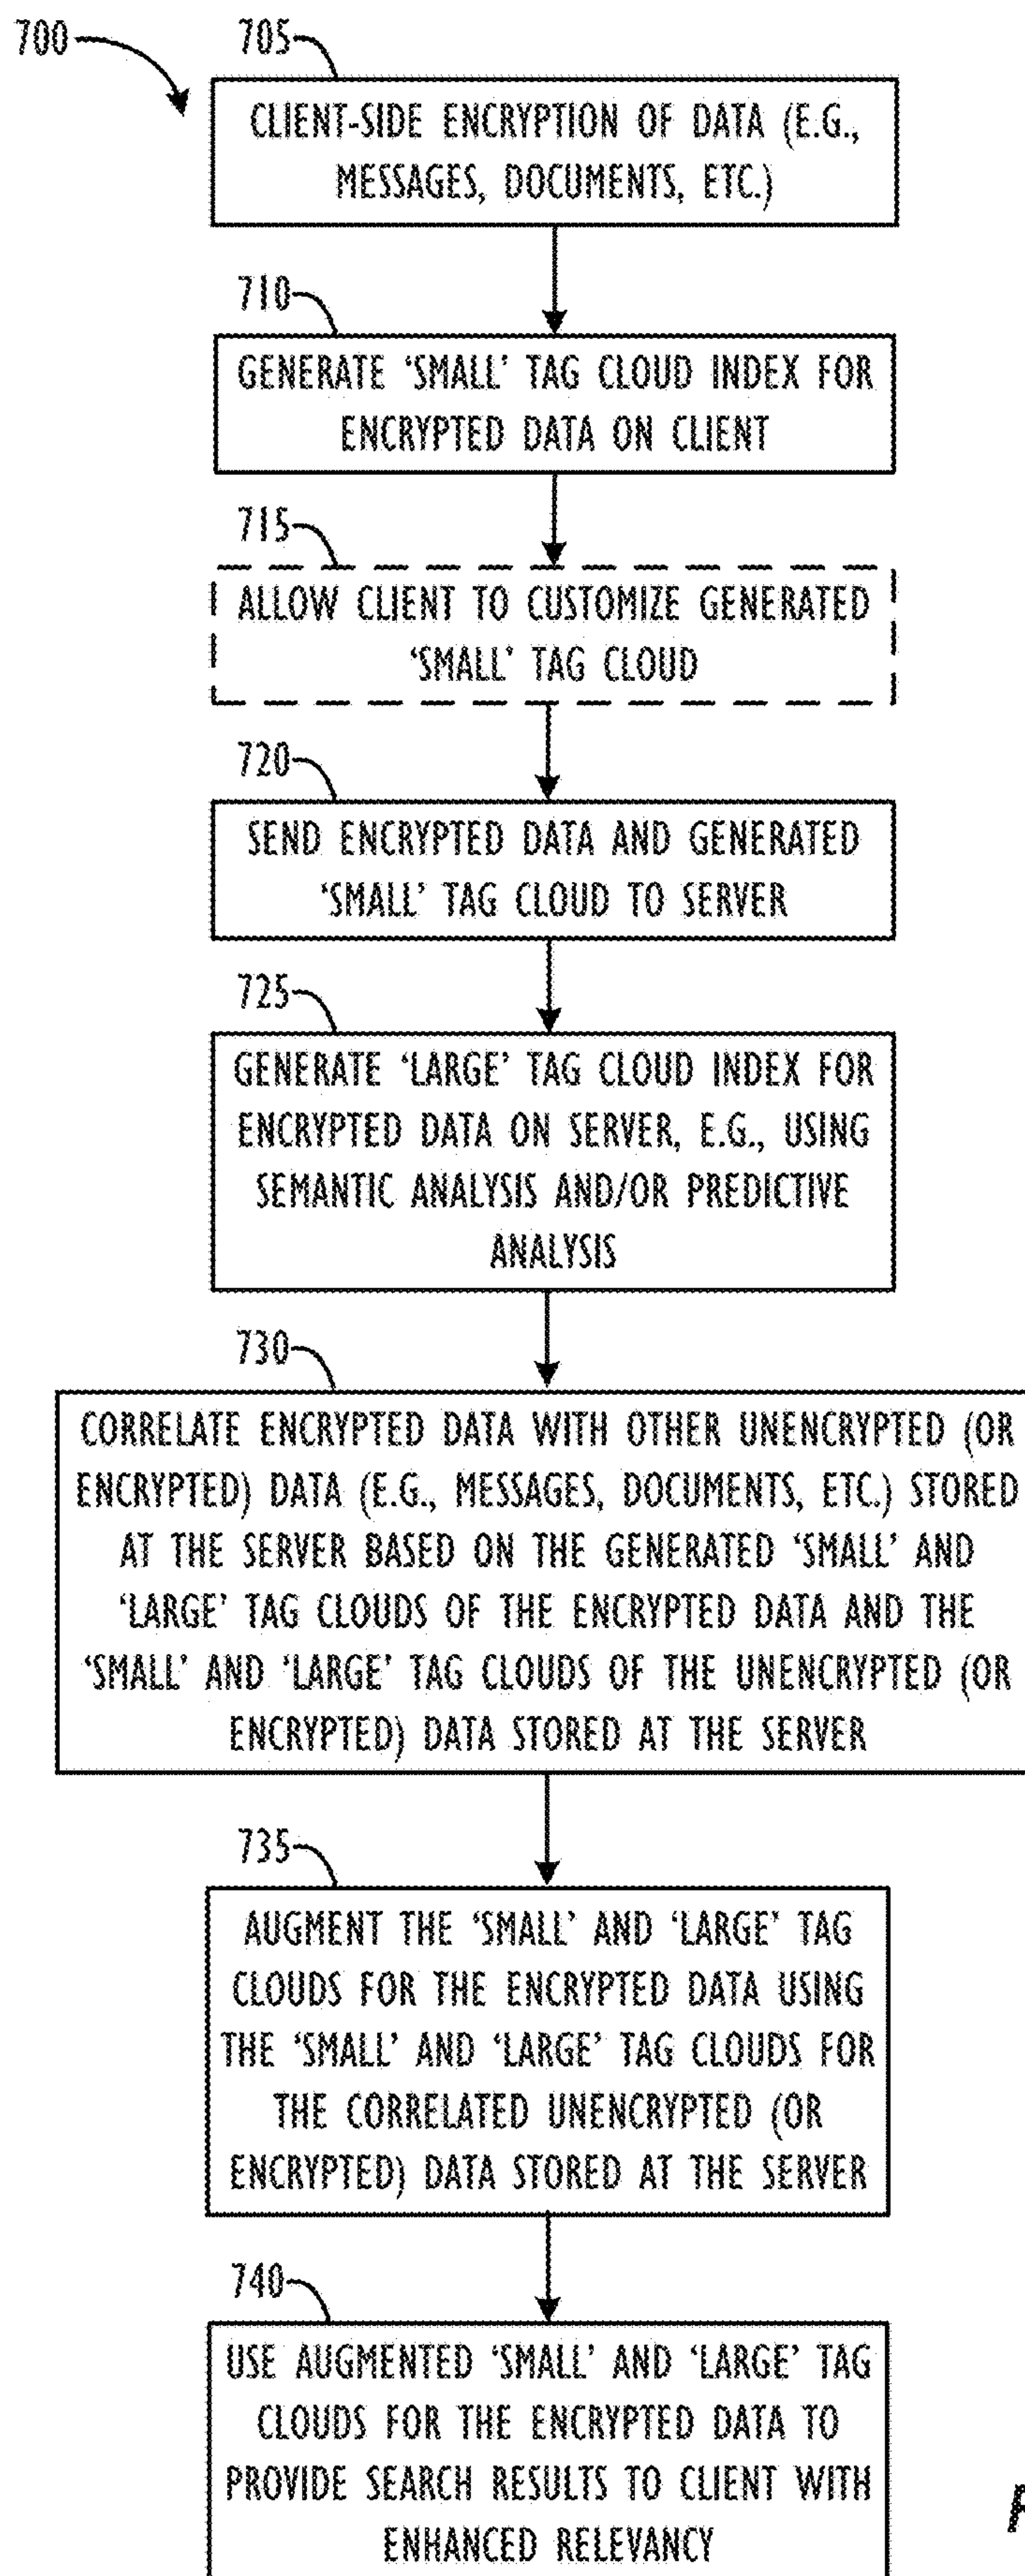 700
705
CLIENT-SIDE ENCRYPTION OF DATA (E.G.,
MESSAGES, DOCUMENTS, ETC.)
710
GENERATE ‘SMALL’ TAG CLOUD INDEX FOR
ENCRYPTED DATA ON CLIENT
715
ALLOW CLIENT TO CUSTOMIZE GENERATED
‘SMALL’ TAG CLOUD
720
SEND ENCRYPTED DATA AND GENERATED
‘SMALL’ TAG CLOUD TO SERVER
725
GENERATE ‘LARGE’ TAG CLOUD INDEX FOR
ENCRYPTED DATA ON SERVER, E.G., USING
SEMANTIC ANALYSIS AND/OR PREDICTIVE
ANALYSIS
730
CORRELATE ENCRYPTED DATA WITH OTHER UNENCRYPTED (OR
ENCRYPTED) DATA (E.G., MESSAGES, DOCUMENTS, ETC.) STORED
AT THE SERVER BASED ON THE GENERATED ‘SMALL’ AND
‘LARGE’ TAG CLOUDS OF THE ENCRYPTED DATA AND THE
‘SMALL’ AND ‘LARGE’ TAG CLOUDS OF THE UNENCRYPTED (OR
ENCRYPTED) DATA STORED AT THE SERVER
735
AUGMENT THE ‘SMALL’ AND ‘LARGE’ TAG
CLOUDS FOR THE ENCRYPTED DATA USING
THE ‘SMALL’ AND ‘LARGE’ TAG CLOUDS FOR
THE CORRELATED UNENCRYPTED (OR
ENCRYPTED) DATA STORED AT THE SERVER
740
USE AUGMENTED ‘SMALL’ AND ‘LARGE’ TAG
CLOUDS FOR THE ENCRYPTED DATA TO
PROVIDE SEARCH RESULTS TO CLIENT WITH
ENHANCED RELEVANCY